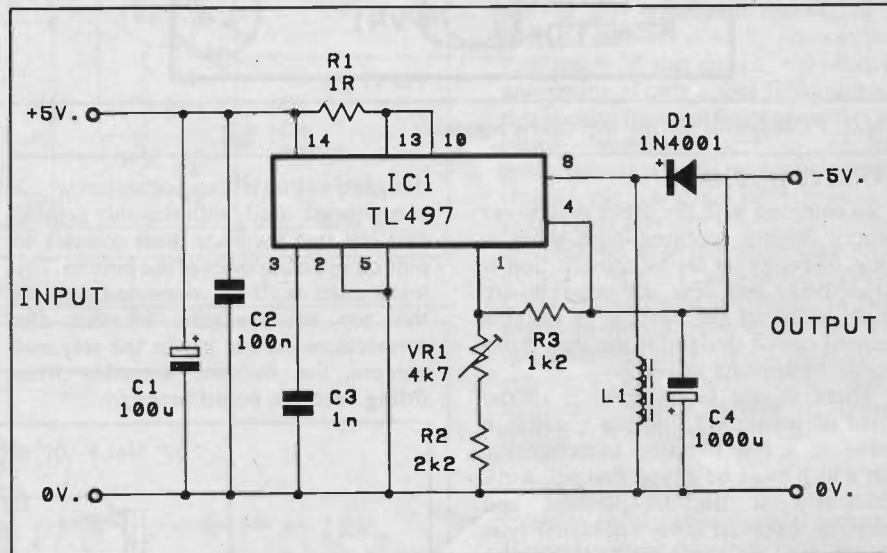 R1
1R
+5V.
14
13
10
D1
1N4001
+
IC1
TL497
8
-5V.
4
3
2
5
1
INPUT
OUTPUT
C2
100n
R3
1k2
VR1
4k7
+
C1
100u
C3
1n
L1
C4
1000u
+
R2
2k2
0V.
0V.